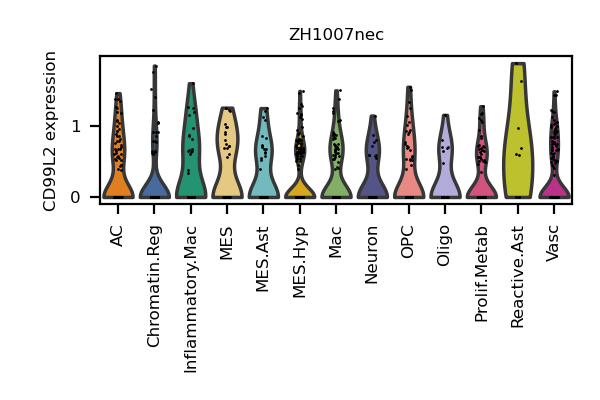 ZH1007nec
CD99L2 expression
1
0
AC
Chromatin.Reg
Inflammatory.Mac
MES
MES.Ast
MES.Hyp
Mac
Neuron
OPC
Oligo
Prolif.Metab
Reactive.Ast
Vasc